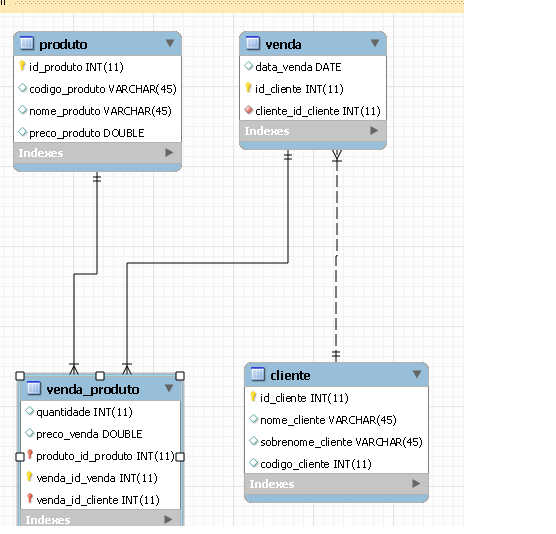 produto
id_produto INT(11)
codigo_produto VARCHAR(45)
nome_produto VARCHAR(45)
preco_produto DOUBLE
Indexes
venda
data_venda DATE
id_cliente INT(11)
cliente_id_cliente INT(11)
Indexes
venda_produto
quantidade INT(11)
preco_venda DOUBLE
produto_id_produto INT(11)
venda_id_venda INT(11)
venda_id_cliente INT(11)
Indexes
cliente
id_cliente INT(11)
nome_cliente VARCHAR(45)
sobrenome_cliente VARCHAR(45)
codigo_cliente INT(11)
Indexes